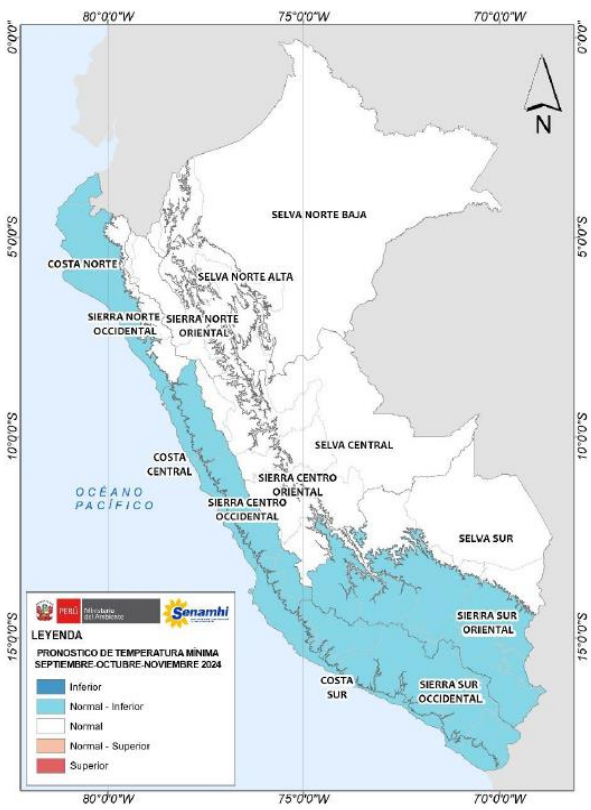 80°0'0"W 75°0'0"W 70°0'0"W
0°0'0" 0°0'0"
N
SELVA NORTE BAJA
5°0'0"S 5°0'0"S
COSTA NORTE
SELVA NORTE ALTA
SIERRA NORTE
OCCIDENTAL
SIERRA NORTE
ORIENTAL
10°0'0"S 10°0'0"S
SELVA CENTRAL
COSTA
CENTRAL
SIERRA CENTRO
ORIENTAL
OCÉANO
PACÍFICO
SIERRA CENTRO
OCCIDENTAL
SELVA SUR
PERÚ
Ministerio
del Ambiente
Senamhi
15°0'0"S 15°0'0"S
SIERRA SUR
ORIENTAL
COSTA
SUR
SIERRA SUR
OCCIDENTAL
LEYENDA
PRONOSTICO DE TEMPERATURA MÍNIMA
SEPTIEMBRE-OCTUBRE-NOVIEMBRE 2024
Inferior
Normal - Inferior
Normal
Normal - Superior
Superior
80°0'0"W 75°0'0"W 70°0'0"W